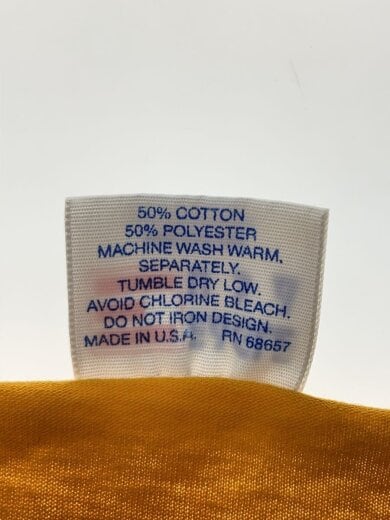 50% COTTON
50% POLYESTER
MACHINE WASH WARM,
SEPARATELY.
TUMBLE DRY LOW.
AVOID CHLORINE BLEACH.
DO NOT IRON DESIGN.
MADE IN U.S.A. RN 68657